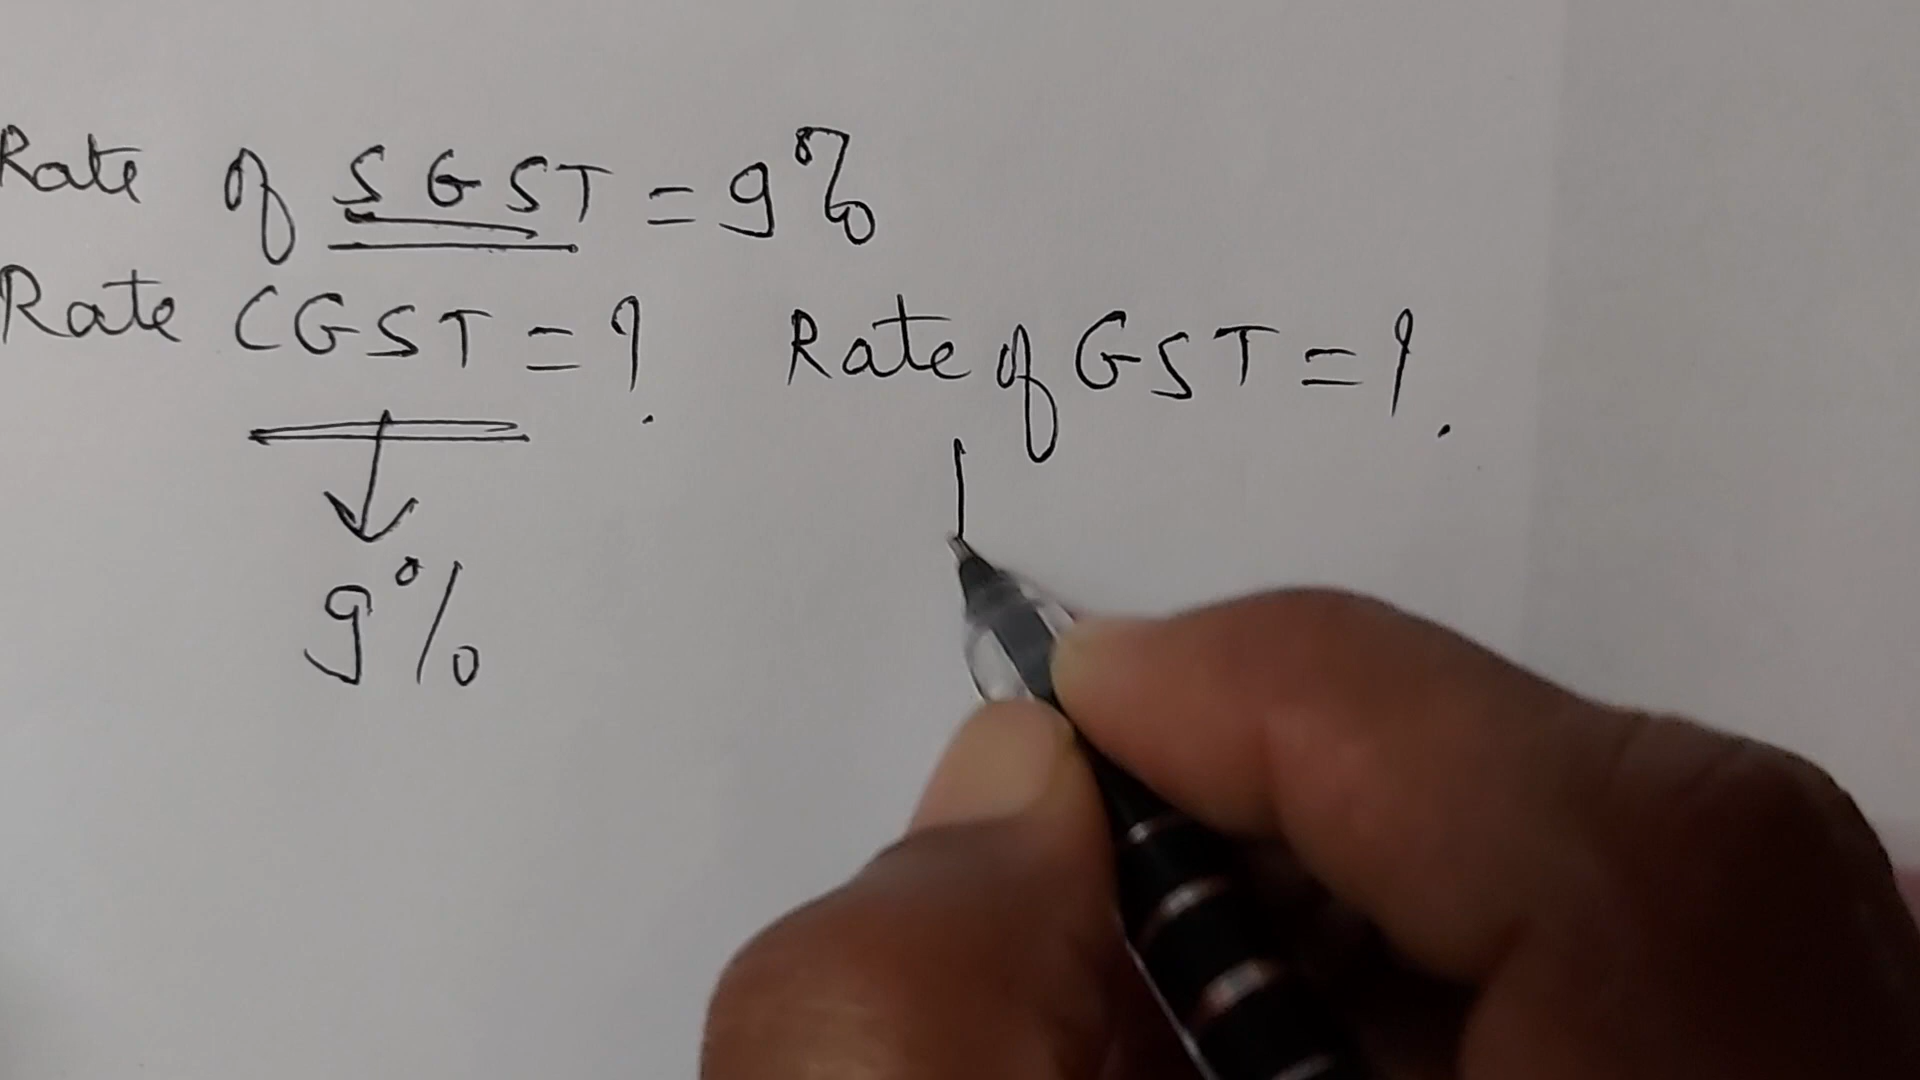 Rate of SGST = 9%
Rate CGST = ? Rate of GST = ?
9%